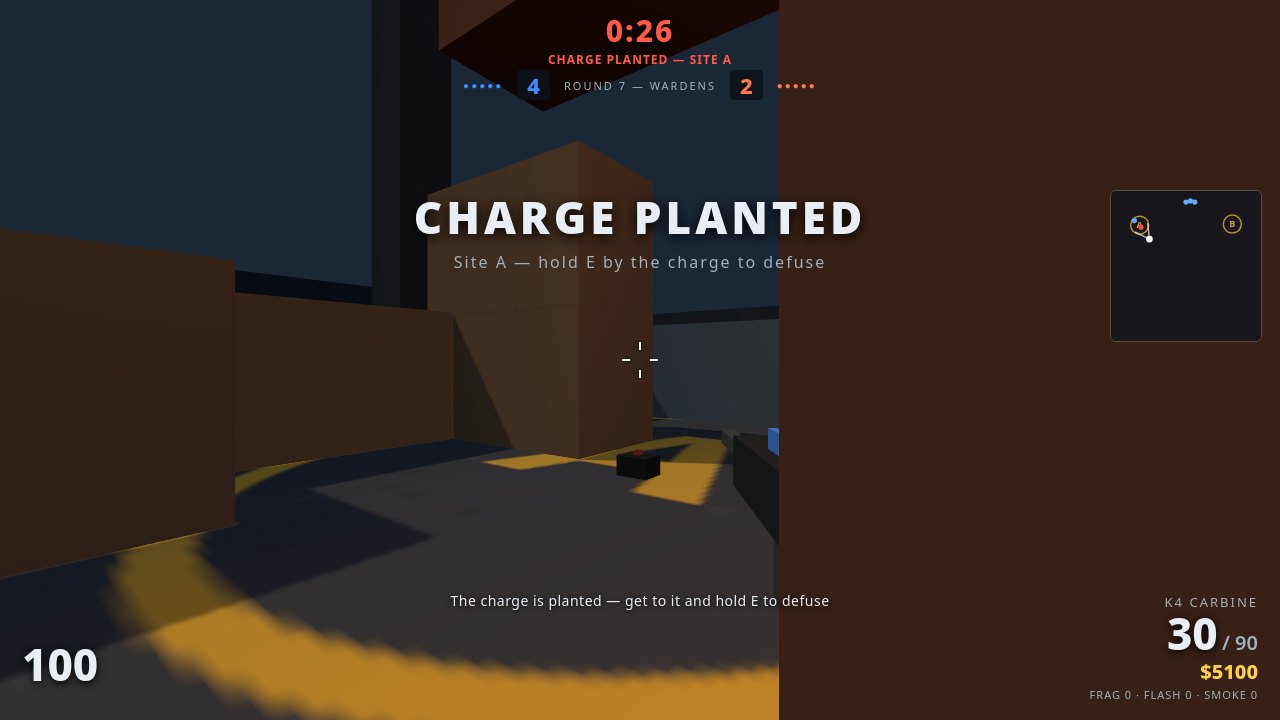 0:26
CHARGE PLANTED — SITE A
4 ROUND 7 — WARDENS 2
CHARGE PLANTED
Site A — hold E by the charge to defuse
B
The charge is planted — get to it and hold E to defuse
K4 CARBINE
30 / 90
100
$5100
FRAG 0 · FLASH 0 · SMOKE 0